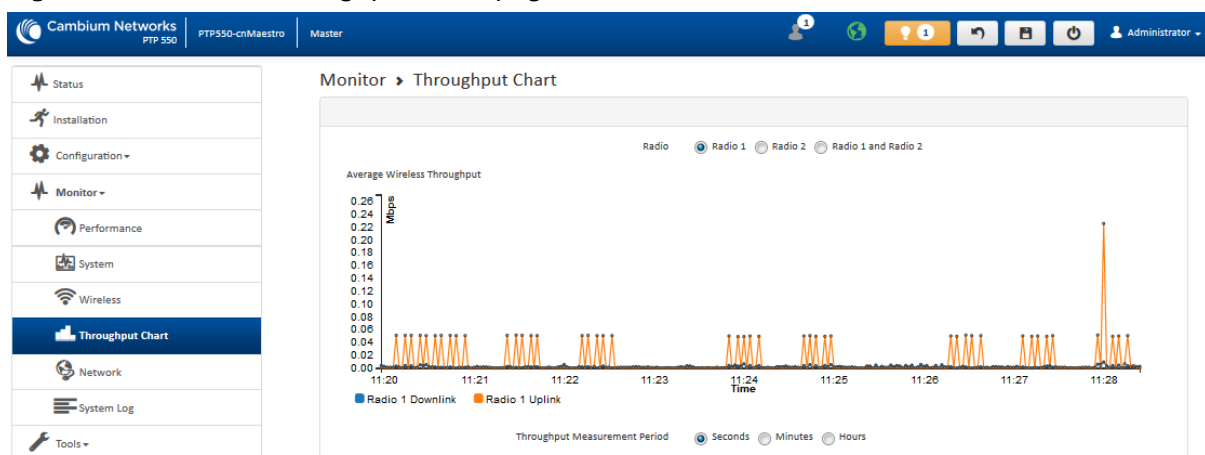 Cambium Networks
PTP 550
PTP550-cnMaestro
Master
1
1
Administrator
Status
Installation
Configuration
Monitor
Performance
System
Wireless
Throughput Chart
Network
System Log
Tools
Monitor > Throughput Chart
Radio Radio 1 Radio 2 Radio 1 and Radio 2
Average Wireless Throughput
Mbps
0.26
0.24
0.22
0.20
0.18
0.16
0.14
0.12
0.10
0.08
0.06
0.04
0.02
0.00
11:20 11:21 11:22 11:23 11:24 11:25 11:26 11:27 11:28
Time
Radio 1 Downlink Radio 1 Uplink
Throughput Measurement Period Seconds Minutes Hours